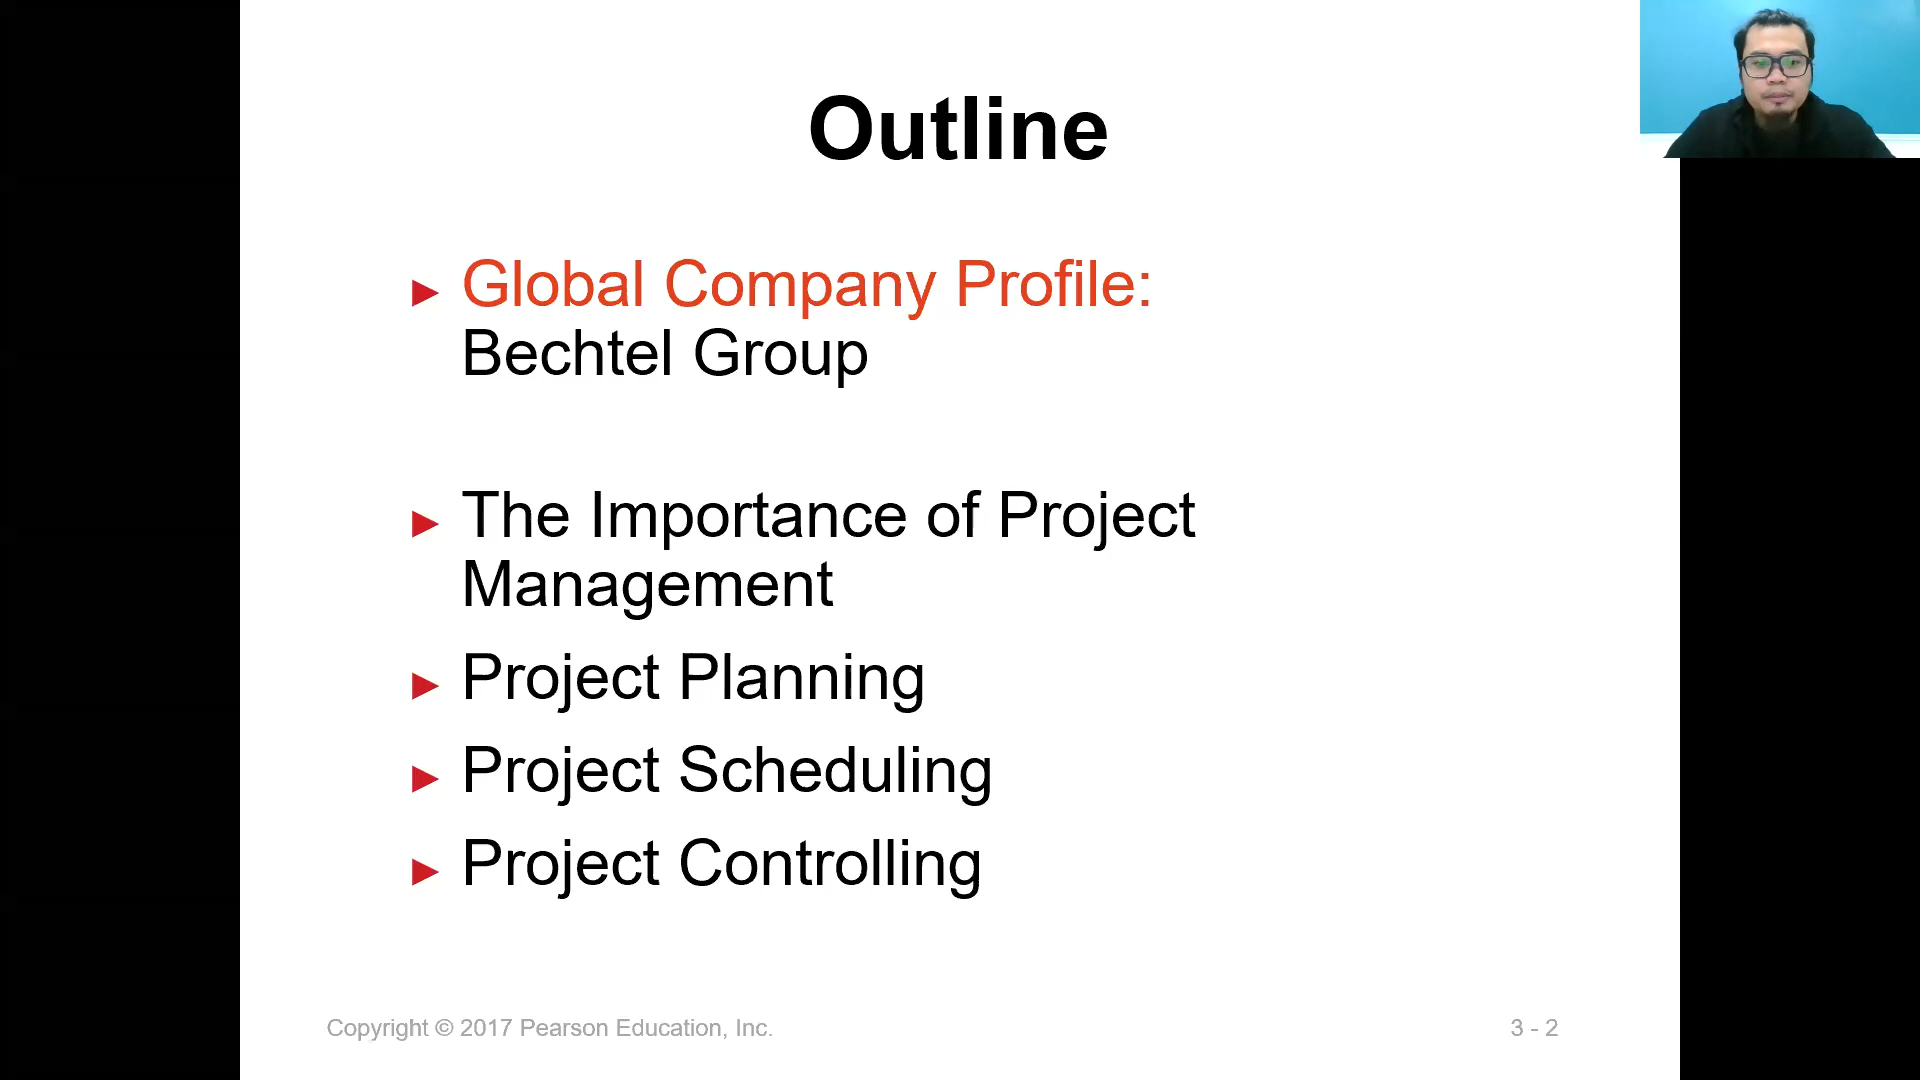 Outline
► Global Company Profile:
Bechtel Group
► The Importance of Project
Management
► Project Planning
► Project Scheduling
► Project Controlling
Copyright © 2017 Pearson Education, Inc.
3 - 2